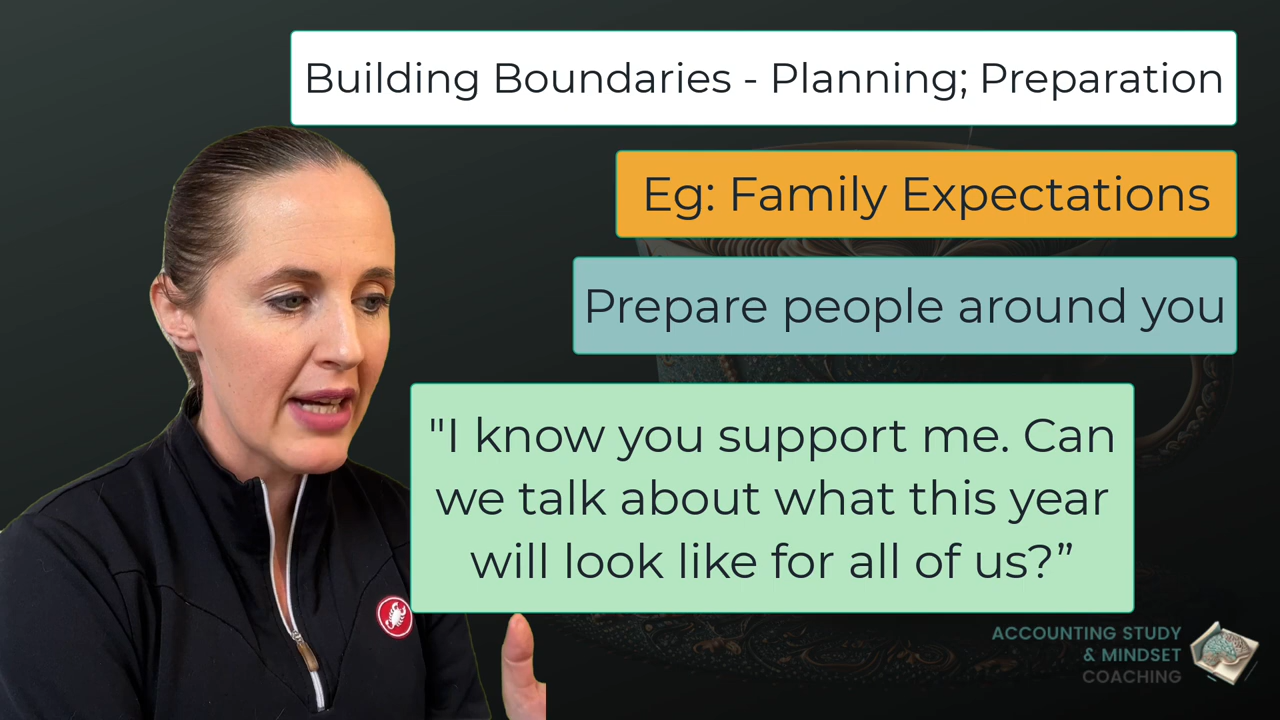 Building Boundaries - Planning; Preparation
Eg: Family Expectations
Prepare people around you
"I know you support me. Can
we talk about what this year
will look like for all of us?”
ACCOUNTING STUDY
& MINDSET
COACHING